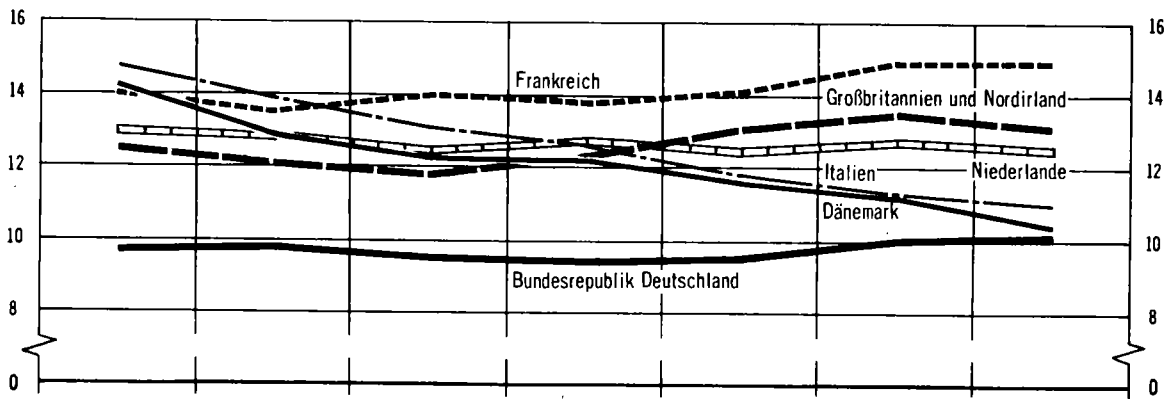 16
16
Frankreich
14
Großbritannien und Nordirland
14
12
Italien
Niederlande
12
Dänemark
10
10
Bundesrepublik Deutschland
8
8
0
0